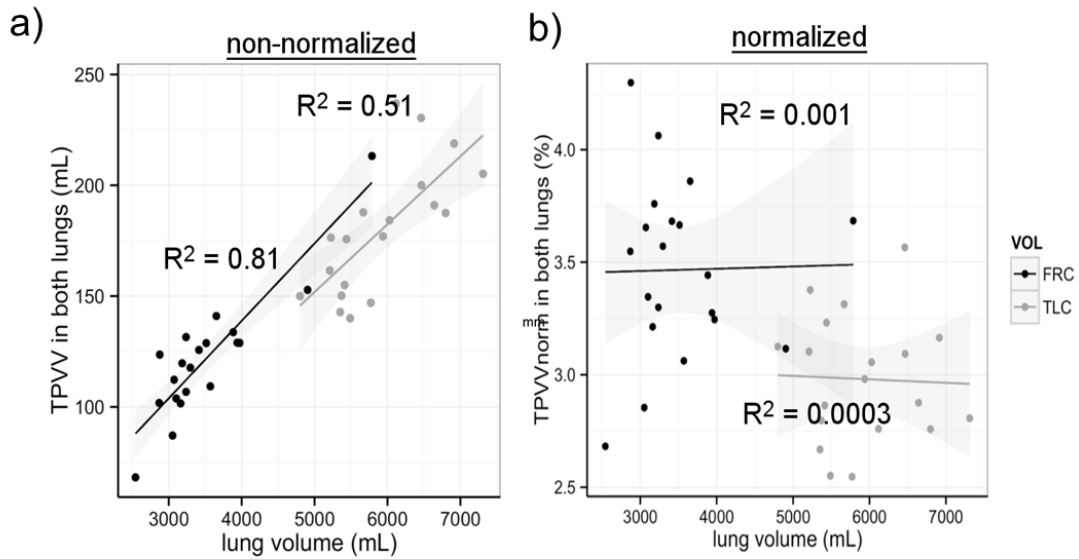 a)
non-normalized
250
200
150
100
TPVV in both lungs (mL)
R² = 0.51
R² = 0.81
3000 4000 5000 6000 7000
lung volume (mL)
b)
normalized
4.0
3.5
3.0
2.5
TPVVnorm in both lungs (%)
mm
R² = 0.001
R² = 0.0003
3000 4000 5000 6000 7000
lung volume (mL)
VOL
FRC
TLC